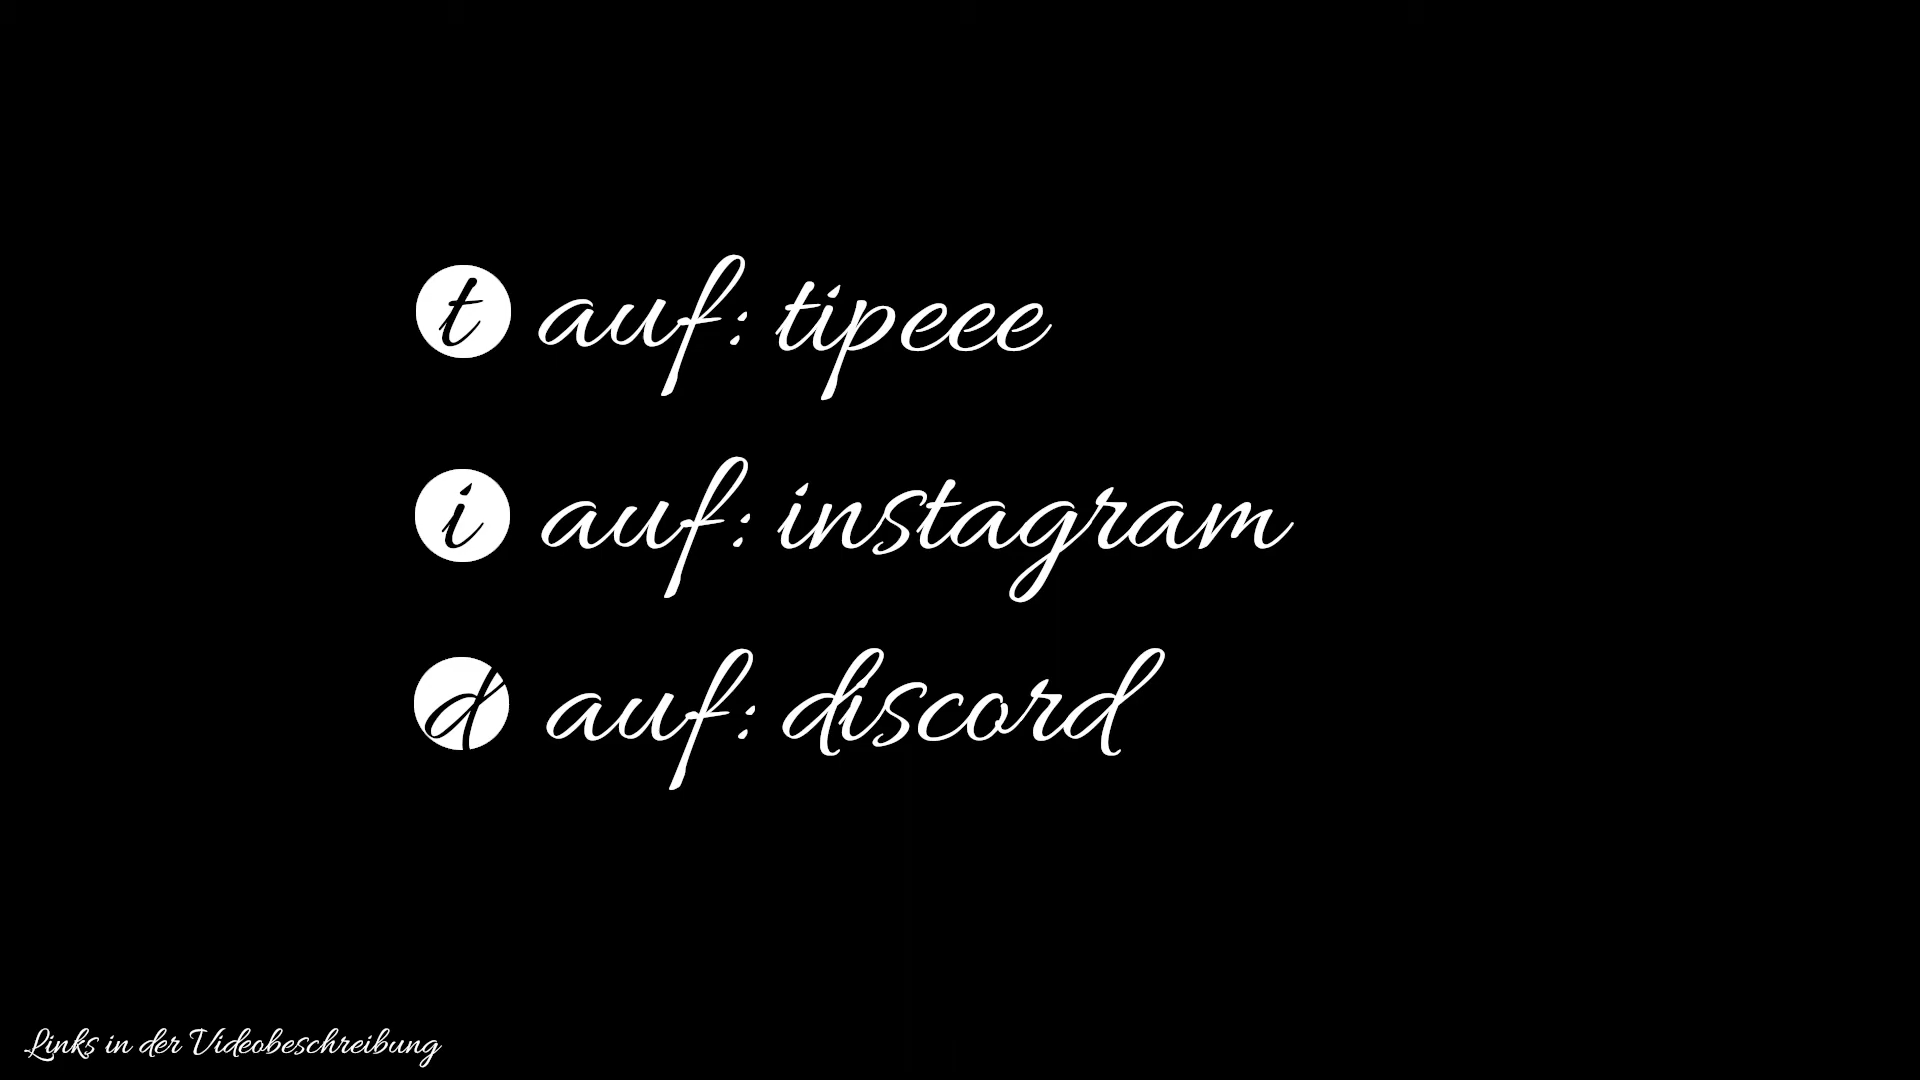 t auf: tipeee
i auf: instagram
d auf: discord
Links in der Videobeschreibung